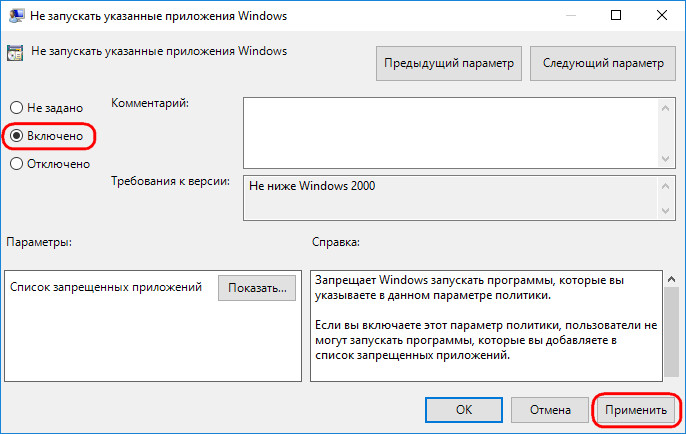 Не запускать указанные приложения Windows
Не запускать указанные приложения Windows
Предыдущий параметр
Следующий параметр
Не задано
Комментарий:
Включено
Отключено
Требования к версии:
Не ниже Windows 2000
Параметры:
Справка:
Список запрещенных приложений
Показать...
Запрещает Windows запускать программы, которые вы
указываете в данном параметре политики.
Если вы включаете этот параметр политики, пользователи не
могут запускать программы, которые вы добавляете в
список запрещенных приложений.
ОК
Отмена
Применить